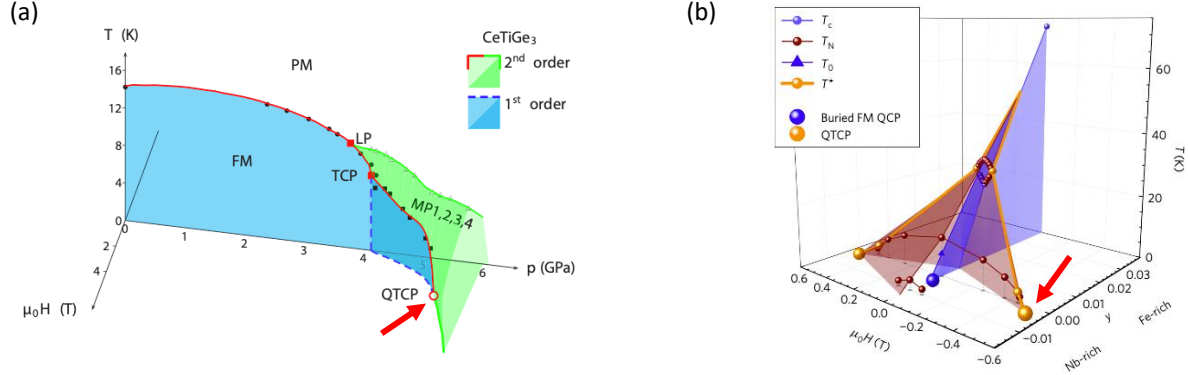 (a)
T (K)
16
12
8
4
0
2
4
μ₀H (T)
0
1
2
3
4
5
6
p (GPa)
PM
FM
LP
TCP
MP1,2,3,4
QTCP
CeTiGe₃
2ⁿᵈ order
1ˢᵗ order
(b)
T_c
T_N
T_0
T*
Buried FM QCP
QTCP
60
40
20
0
T (K)
0.6
0.4
0.2
0.0
−0.2
−0.4
−0.6
μ₀H (T)
−0.01
0.00
0.01
0.02
0.03
y
Nb-rich
Fe-rich